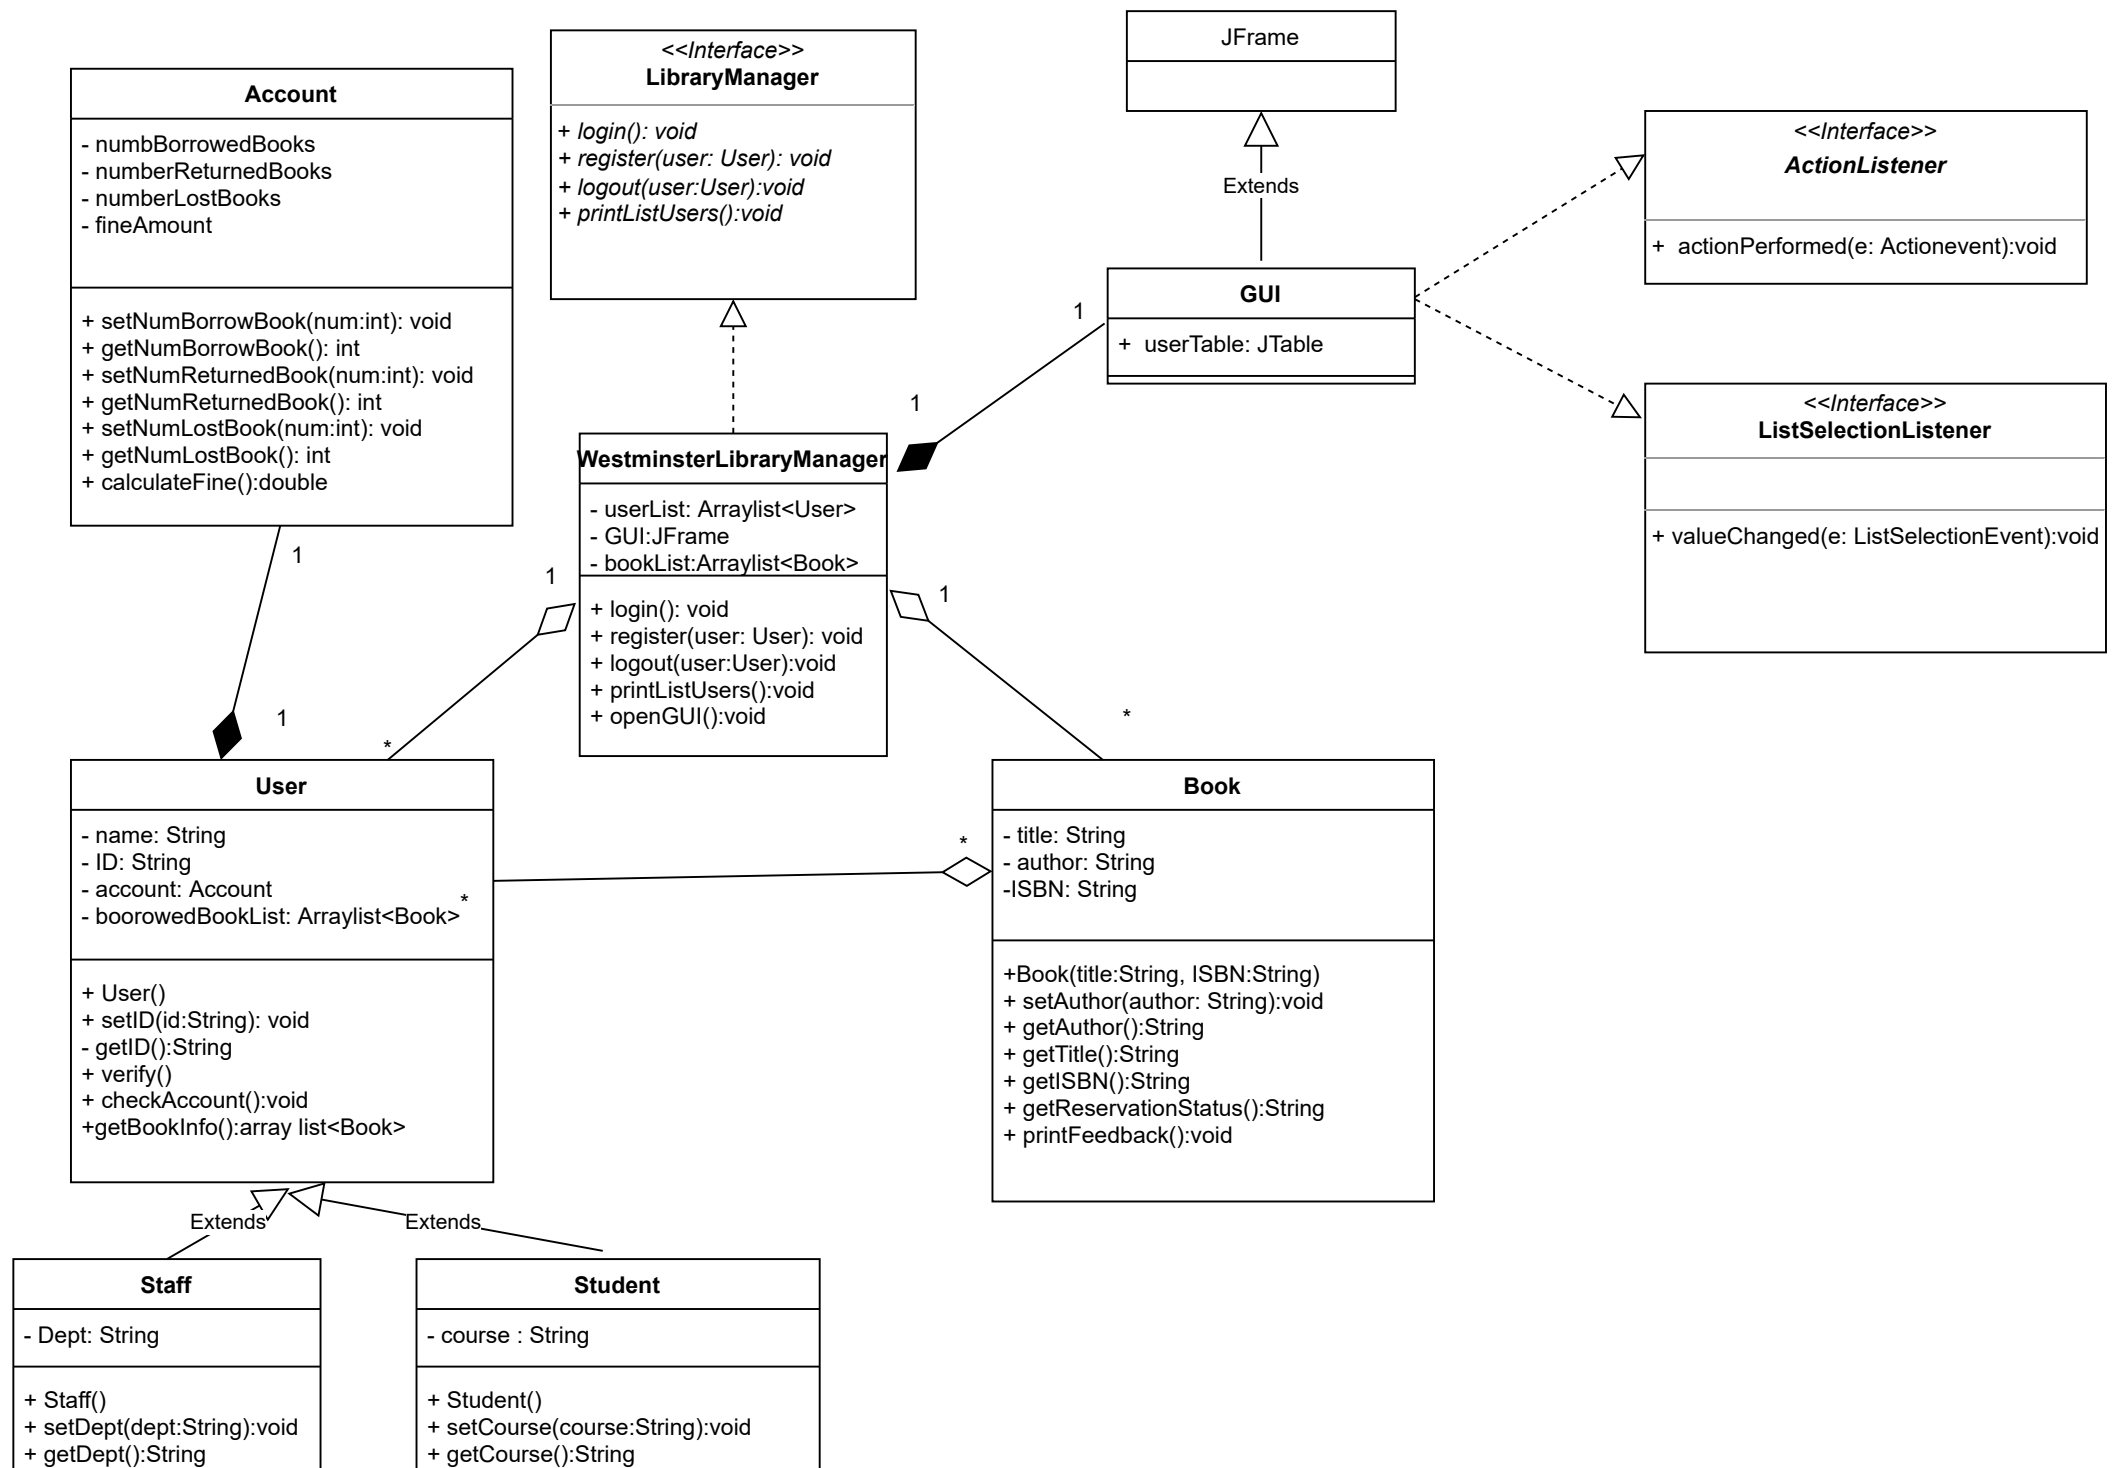 JFrame
<<Interface>>
LibraryManager
+ login(): void
+ register(user: User): void
+ logout(user:User):void
+ printListUsers():void
Account
- numbBorrowedBooks
- numberReturnedBooks
- numberLostBooks
- fineAmount
+ setNumBorrowBook(num:int): void
+ getNumBorrowBook(): int
+ setNumReturnedBook(num:int): void
+ getNumReturnedBook(): int
+ setNumLostBook(num:int): void
+ getNumLostBook(): int
+ calculateFine():double
Extends
<<Interface>>
ActionListener
+ actionPerformed(e: Actionevent):void
GUI
+ userTable: JTable
1
1
<<Interface>>
ListSelectionListener
+ valueChanged(e: ListSelectionEvent):void
WestminsterLibraryManager
- userList: Arraylist<User>
- GUI:JFrame
- bookList:Arraylist<Book>
+ login(): void
+ register(user: User): void
+ logout(user:User):void
+ printListUsers():void
+ openGUI():void
1
1
1
1
*
*
User
- name: String
- ID: String
- account: Account
- boorowedBookList: Arraylist<Book>
*
+ User()
+ setID(id:String): void
- getID():String
+ verify()
+ checkAccount():void
+getBookInfo():array list<Book>
*
Book
- title: String
- author: String
-ISBN: String
+Book(title:String, ISBN:String)
+ setAuthor(author: String):void
+ getAuthor():String
+ getTitle():String
+ getISBN():String
+ getReservationStatus():String
+ printFeedback():void
Extends
Extends
Staff
- Dept: String
+ Staff()
+ setDept(dept:String):void
+ getDept():String
Student
- course : String
+ Student()
+ setCourse(course:String):void
+ getCourse():String